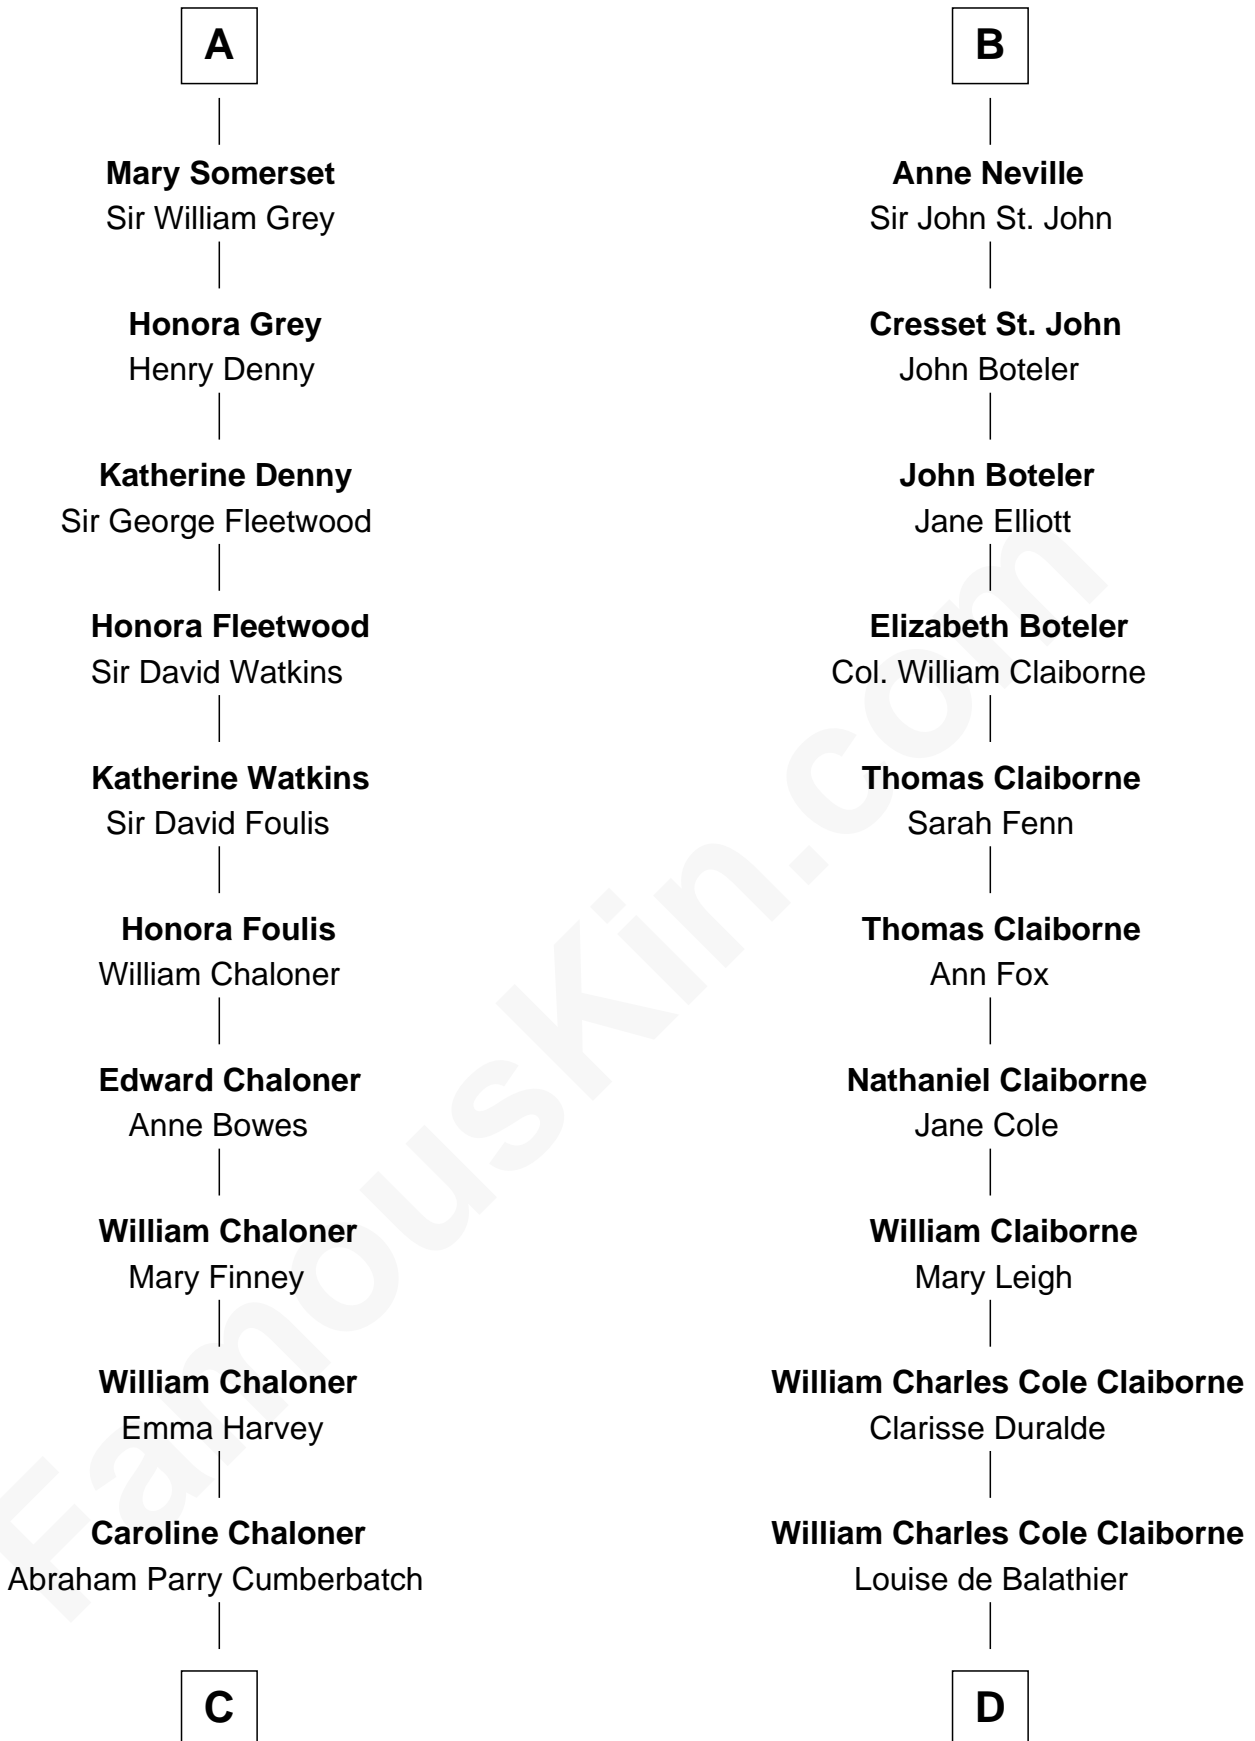 A
Mary Somerset
Sir William Grey
Honora Grey
Henry Denny
Katherine Denny
Sir George Fleetwood
Honora Fleetwood
Sir David Watkins
Katherine Watkins
Sir David Foulis
Honora Foulis
William Chaloner
Edward Chaloner
Anne Bowes
William Chaloner
Mary Finney
William Chaloner
Emma Harvey
Caroline Chaloner
Abraham Parry Cumberbatch
C
B
Anne Neville
Sir John St. John
Cresset St. John
John Boteler
John Boteler
Jane Elliott
Elizabeth Boteler
Col. William Claiborne
Thomas Claiborne
Sarah Fenn
Thomas Claiborne
Ann Fox
Nathaniel Claiborne
Jane Cole
William Claiborne
Mary Leigh
William Charles Cole Claiborne
Clarisse Duralde
William Charles Cole Claiborne
Louise de Balathier
D
FamousKin.com